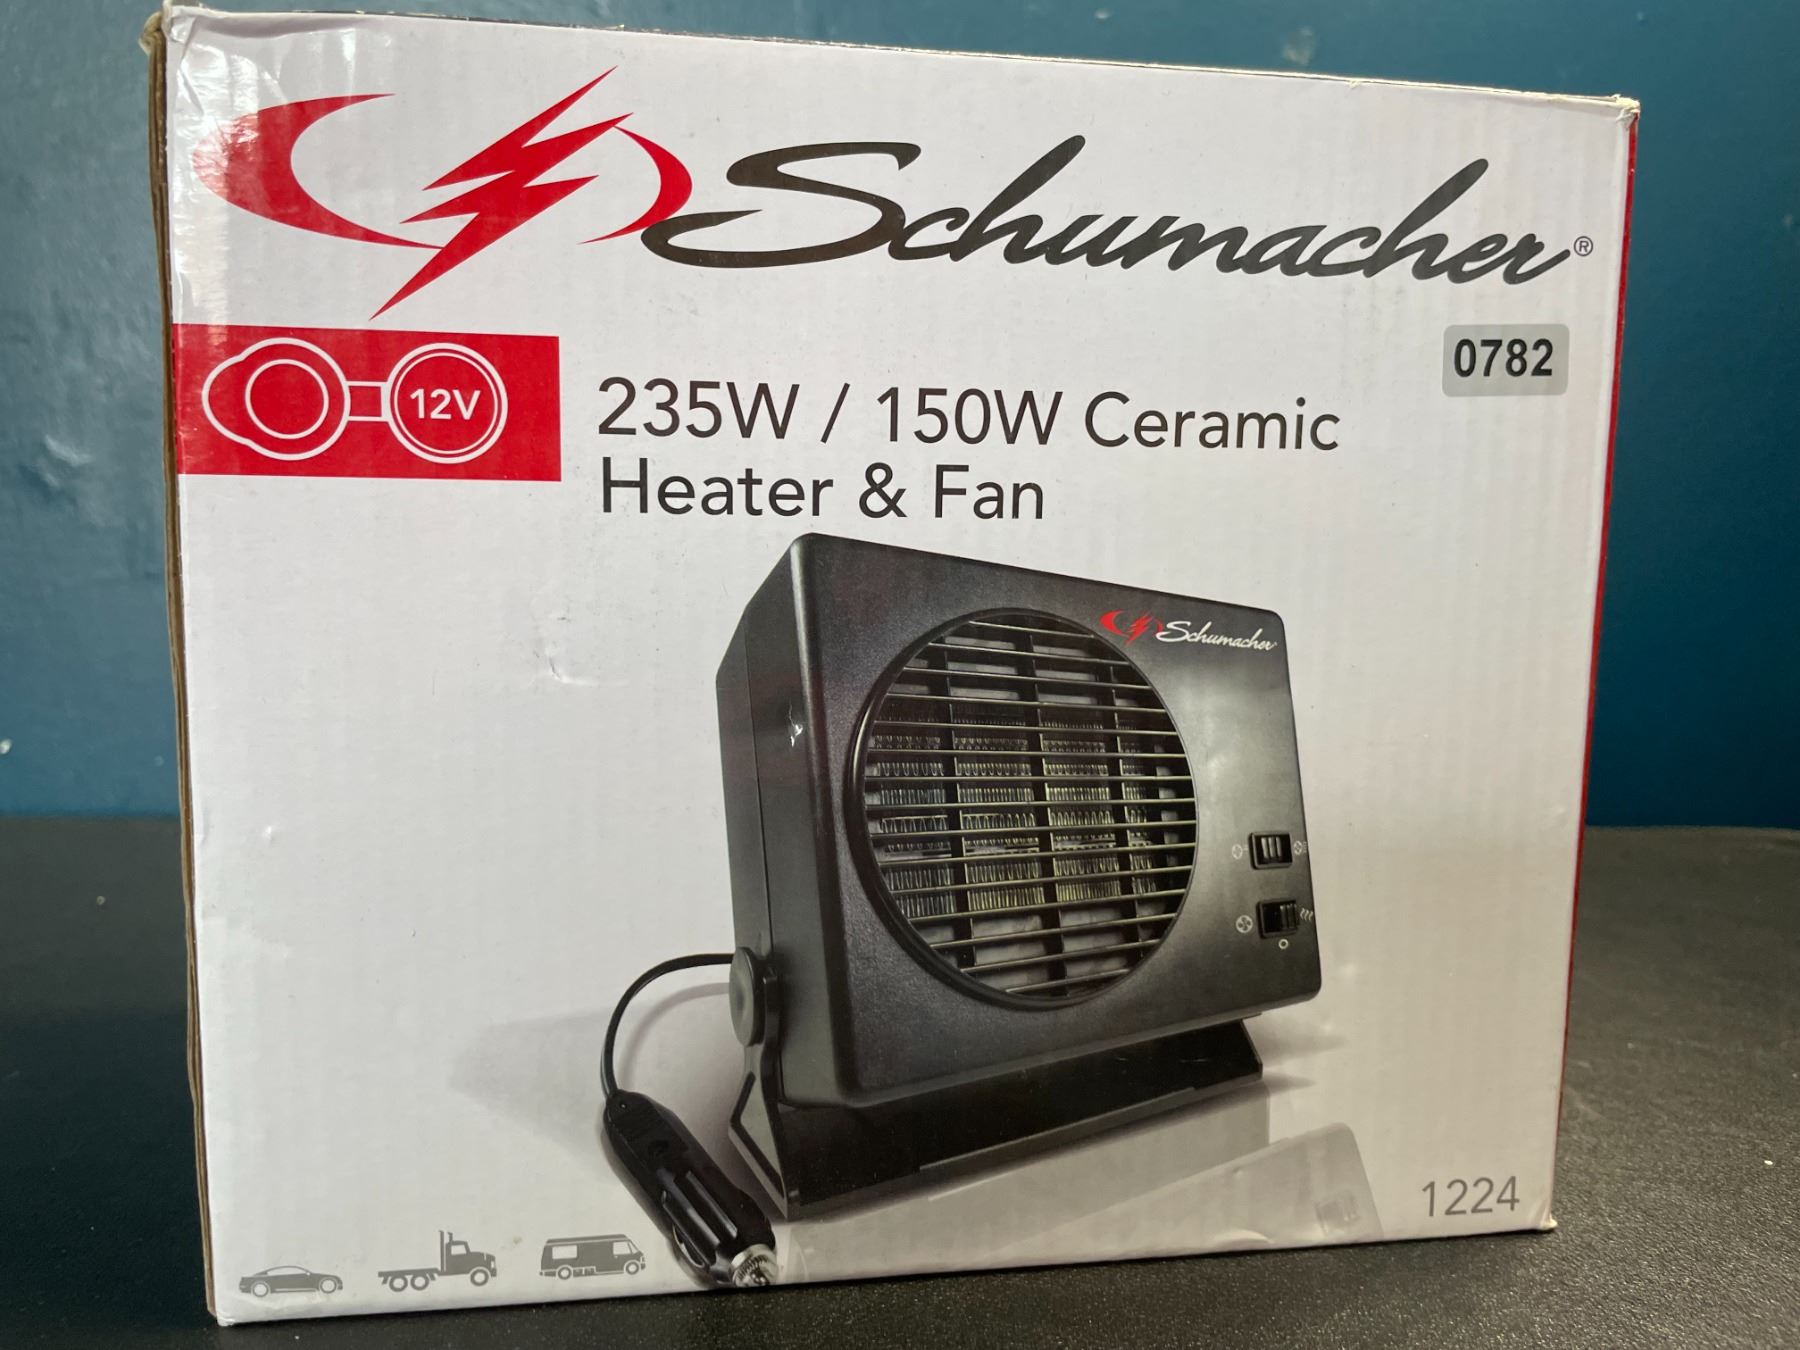 Schumacher®
0782
12V
235W / 150W Ceramic
Heater & Fan
Schumacher
1224